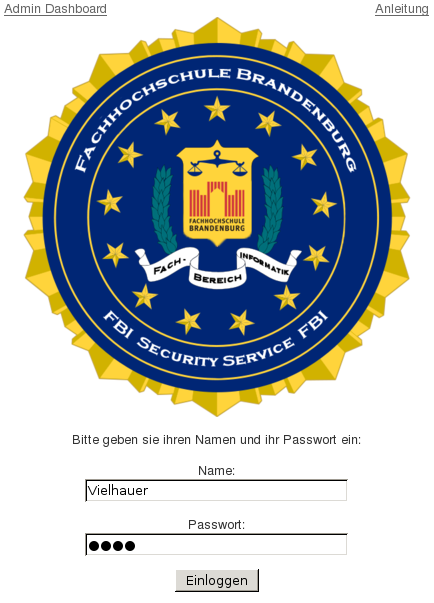 Admin Dashboard
Anleitung
FACHHOCHSCHULE BRANDENBURG
FACHHOCHSCHULE
BRANDENBURG
FACH-
BEREICH
INFORMATIK
FBI SECURITY SERVICE FBI
Bitte geben sie ihren Namen und ihr Passwort ein:
Name:
Vielhauer
Passwort:
●●●●
Einloggen